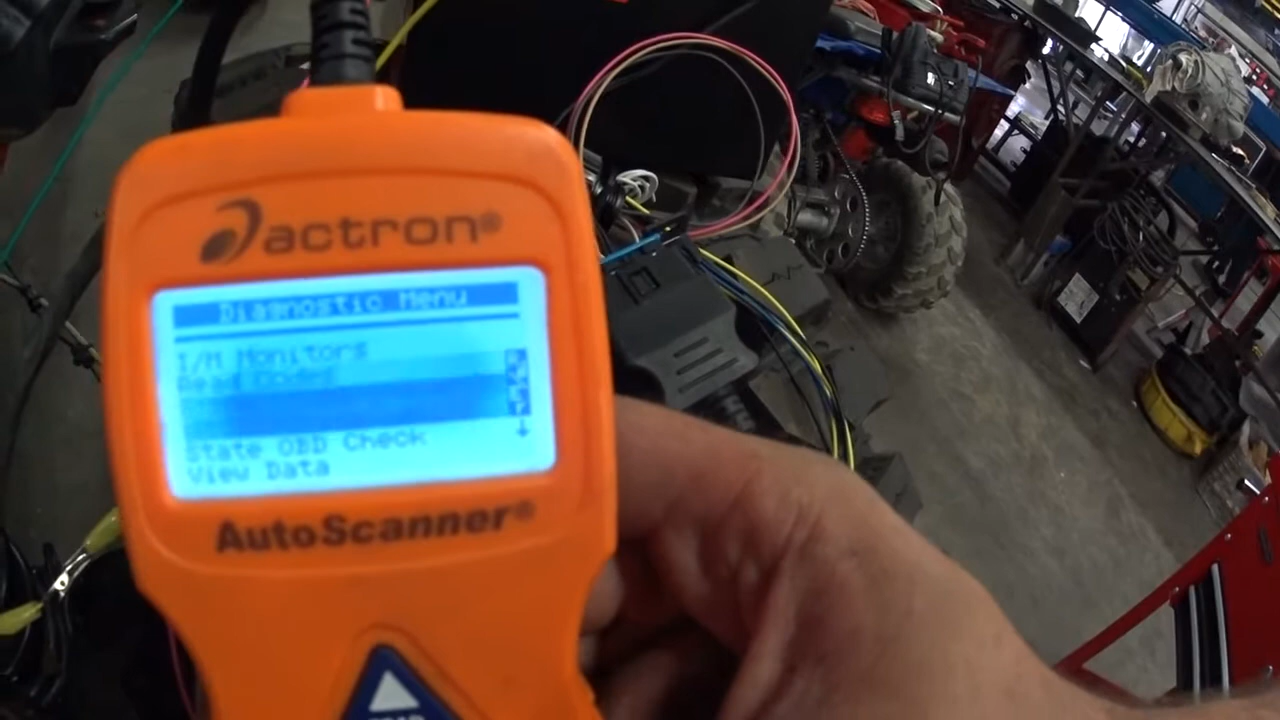 actron®
Diagnostic Menu
I/M Monitors
Read Codes
State OBD Check
View Data
AutoScanner®